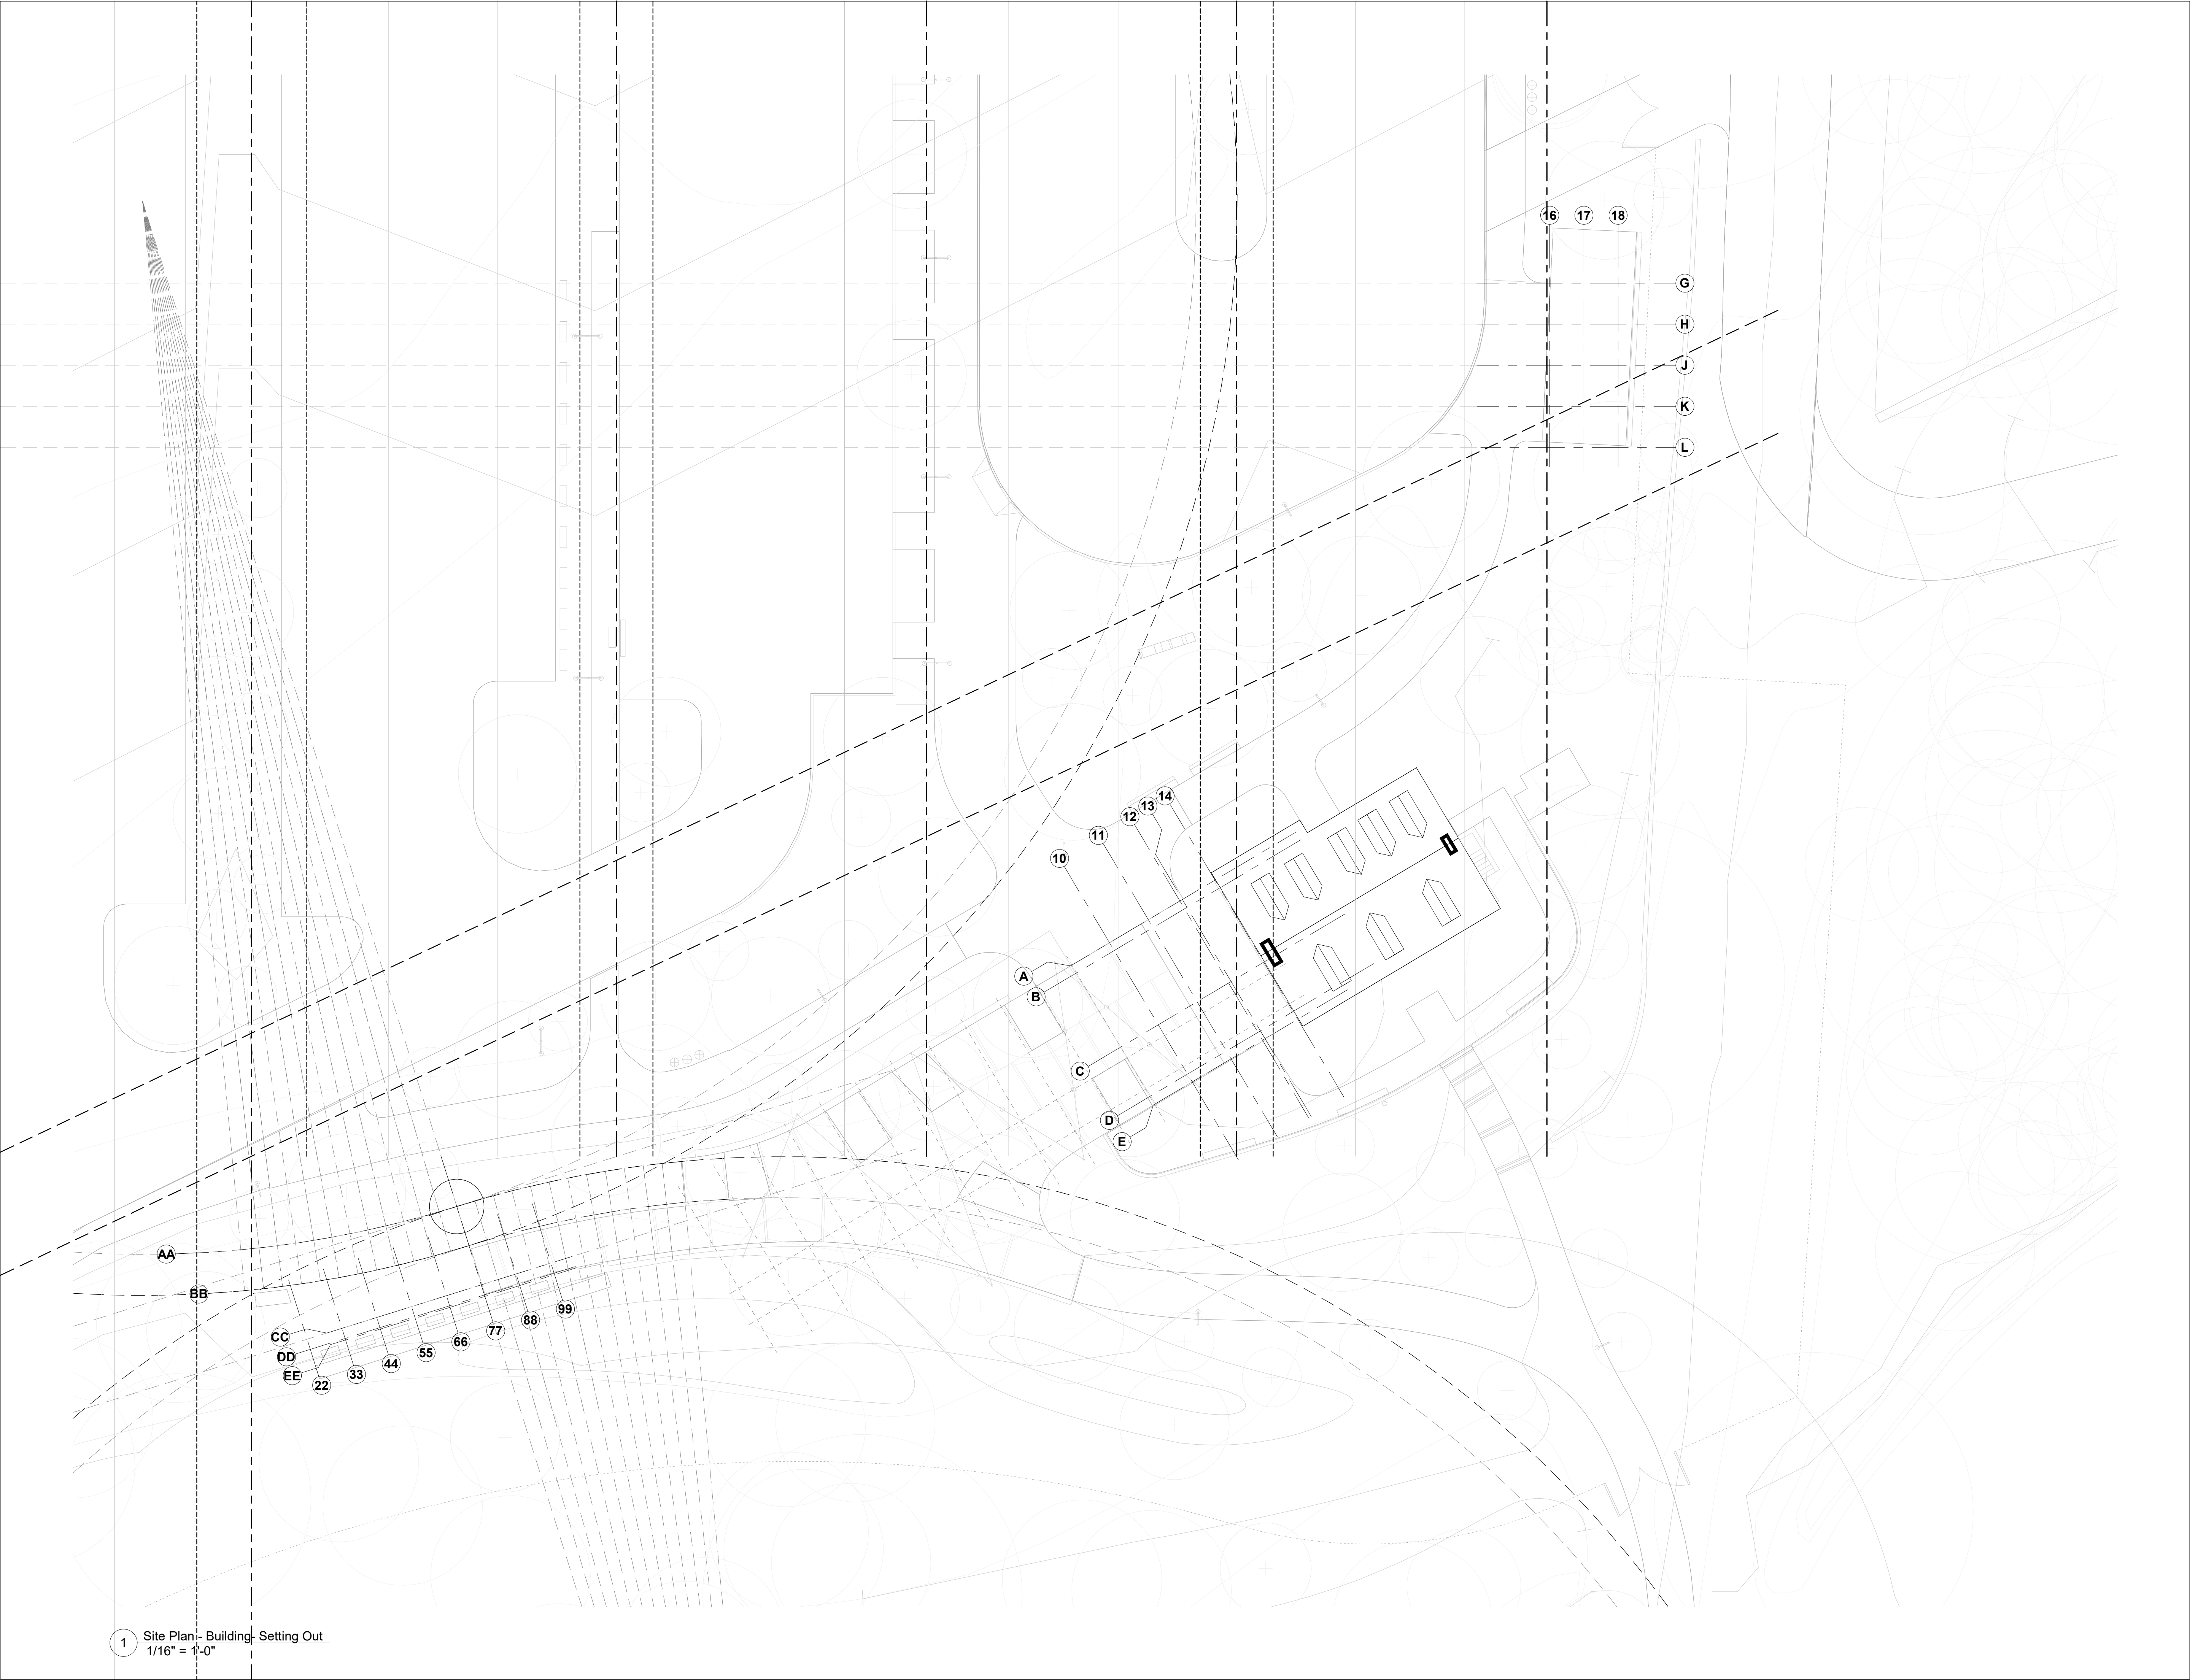 16 17 18
G
H
J
K
L
14
13
12
11
10
A
B
C
D
E
AA
BB
CC
DD
EE
22
33
44
55
66
77
88
99
1 Site Plan - Building- Setting Out
1/16" = 1'-0"